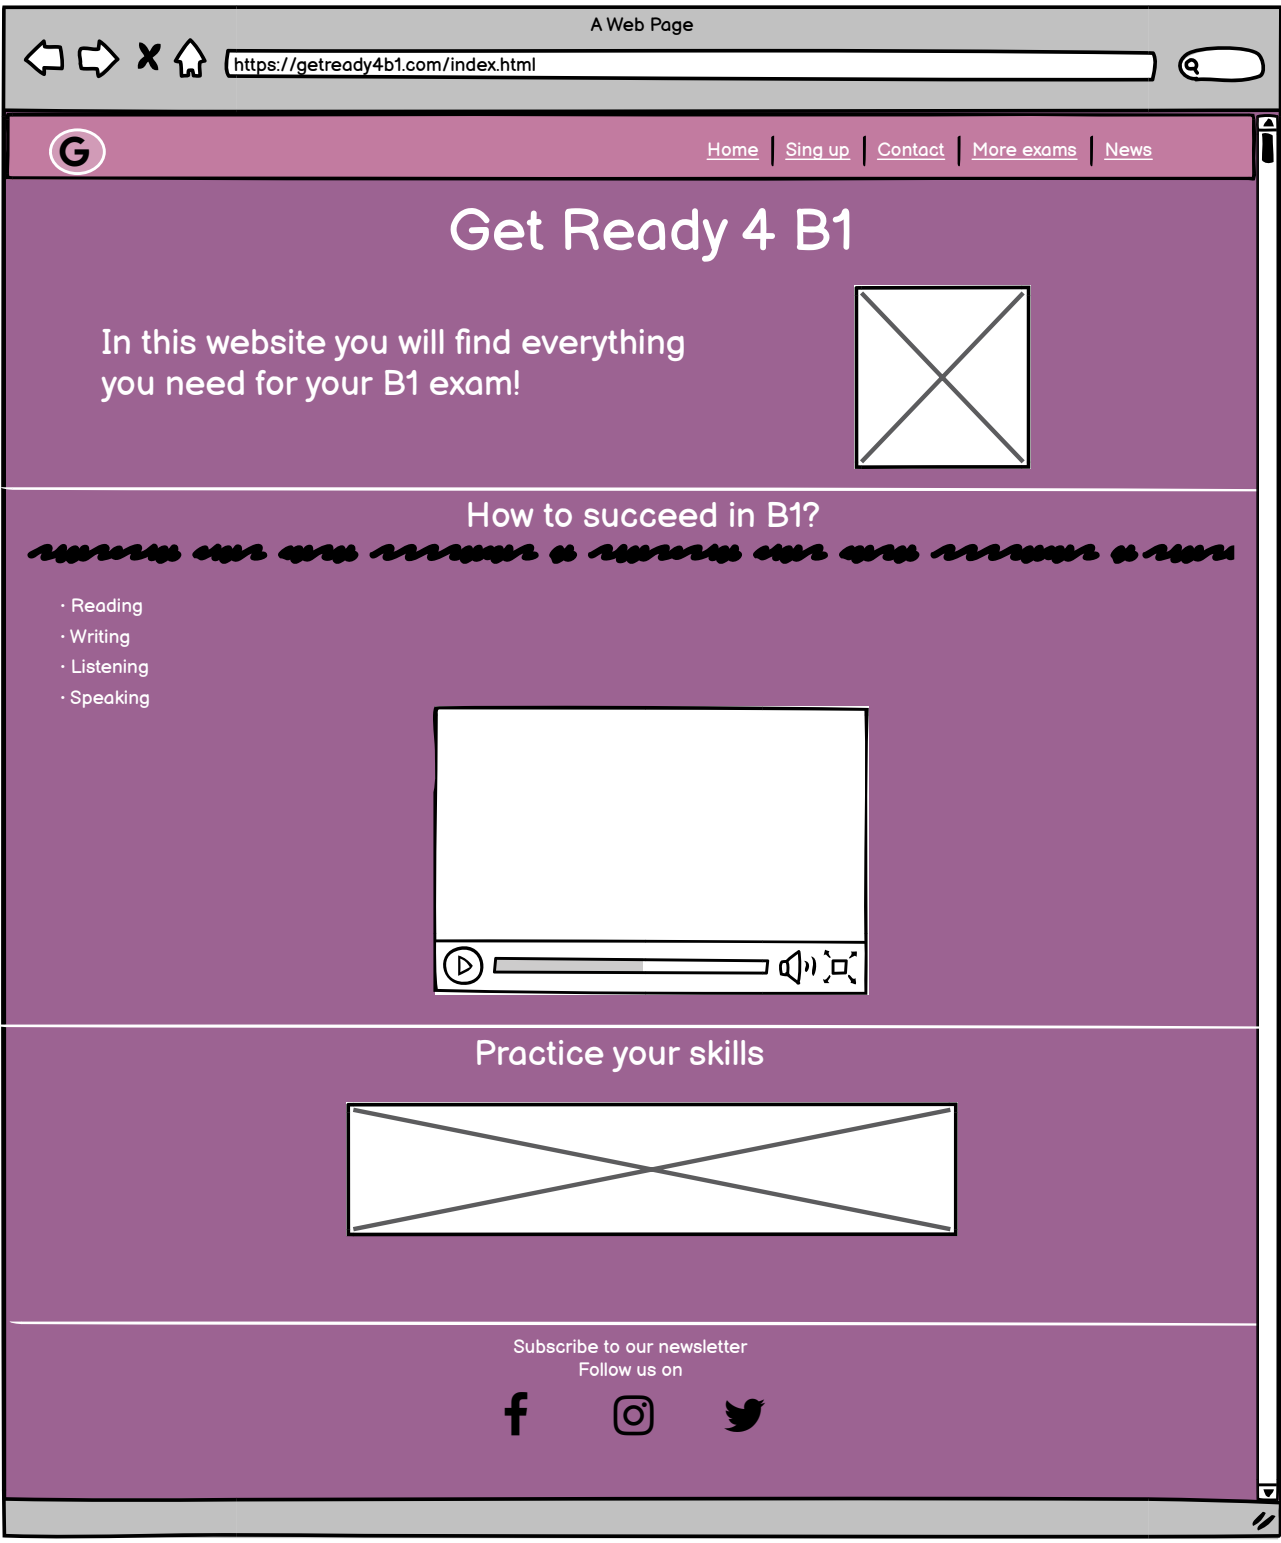 A Web Page
https://getready4b1.com/index.html
G
Home Sing up Contact More exams News
Get Ready 4 B1
In this website you will find everything
you need for your B1 exam!
How to succeed in B1?
· Reading
· Writing
· Listening
· Speaking
Practice your skills
Subscribe to our newsletter
Follow us on